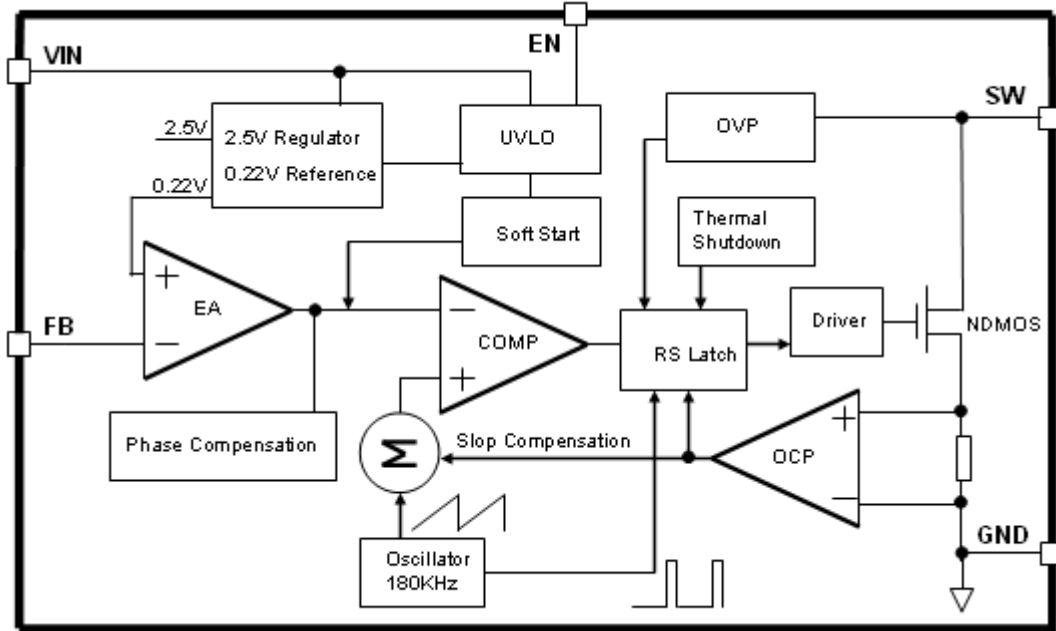 EN
VIN
SW
2.5V
2.5V Regulator
0.22V Reference
0.22V
UVLO
OVP
Soft Start
Thermal
Shutdown
+
EA
−
FB
−
COMP
+
RS Latch
Driver
NDMOS
Phase Compensation
Σ
Slop Compensation
+
OCP
−
GND
Oscillator
180KHz